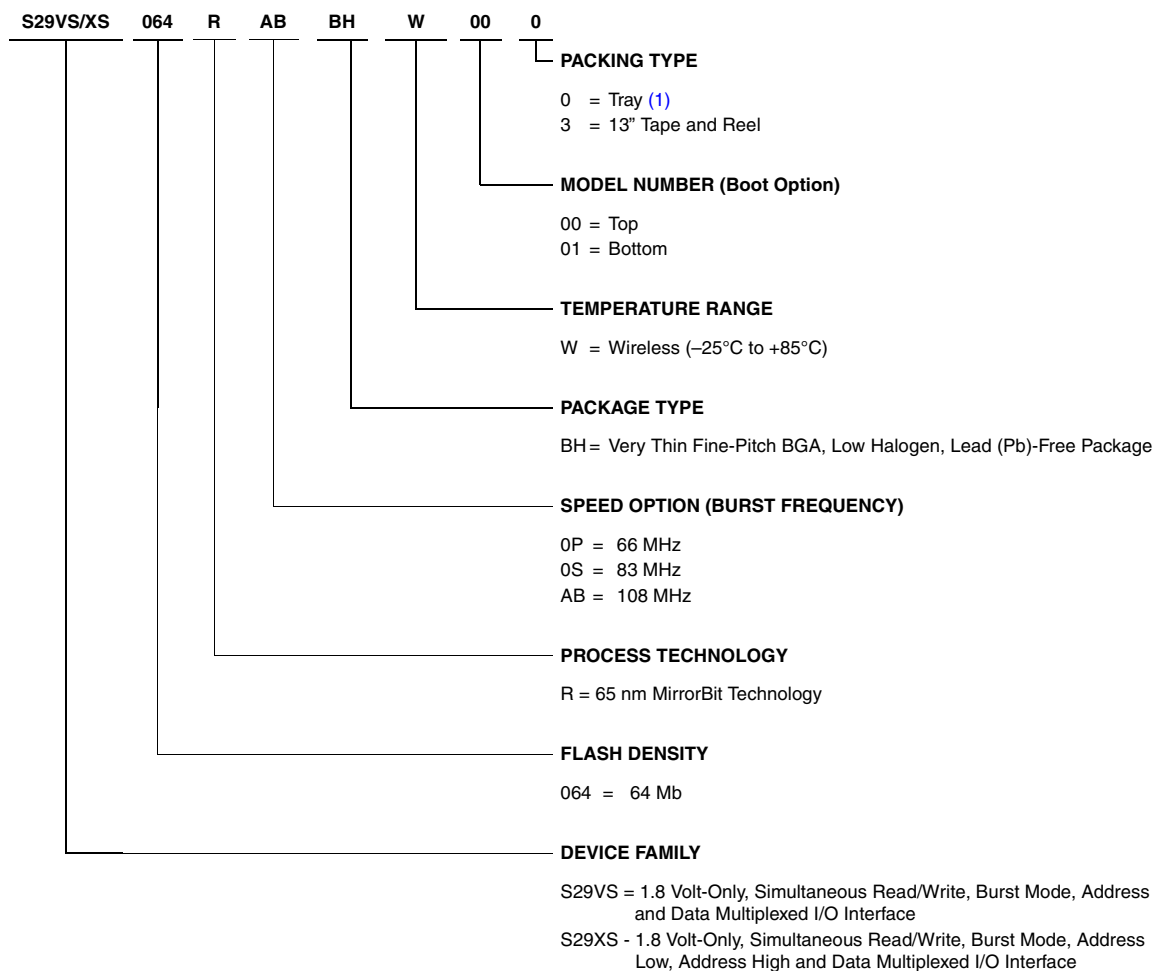 S29VS/XS 064 R AB BH W 00 0
PACKING TYPE
0 = Tray (1)
3 = 13” Tape and Reel
MODEL NUMBER (Boot Option)
00 = Top
01 = Bottom
TEMPERATURE RANGE
W = Wireless (–25°C to +85°C)
PACKAGE TYPE
BH = Very Thin Fine-Pitch BGA, Low Halogen, Lead (Pb)-Free Package
SPEED OPTION (BURST FREQUENCY)
0P = 66 MHz
0S = 83 MHz
AB = 108 MHz
PROCESS TECHNOLOGY
R = 65 nm MirrorBit Technology
FLASH DENSITY
064 = 64 Mb
DEVICE FAMILY
S29VS = 1.8 Volt-Only, Simultaneous Read/Write, Burst Mode, Address
and Data Multiplexed I/O Interface
S29XS - 1.8 Volt-Only, Simultaneous Read/Write, Burst Mode, Address
Low, Address High and Data Multiplexed I/O Interface